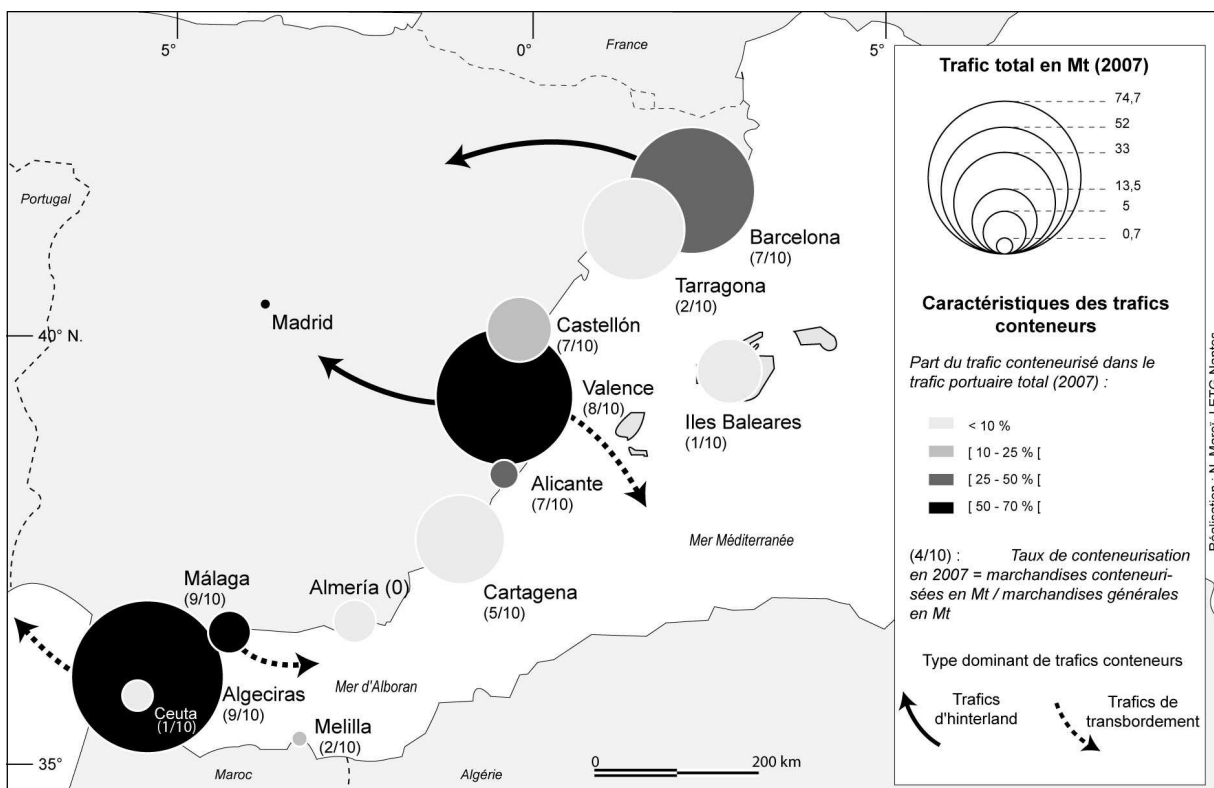 5°
0°
5°
France
Portugal
Barcelona
(7/10)
Tarragona
(2/10)
Madrid
Castellón
(7/10)
40° N.
Valence
(8/10)
Iles Baleares
(1/10)
Alicante
(7/10)
Mer Méditerranée
Málaga
(9/10)
Almería (0)
Cartagena
(5/10)
Algeciras
(9/10)
Mer d'Alboran
Ceuta
(1/10)
Melilla
(2/10)
35°
Maroc
Algérie
0 200 km
Trafic total en Mt (2007)
74,7
52
33
13,5
5
0,7
Caractéristiques des trafics
conteneurs
Part du trafic conteneurisé dans le
trafic portuaire total (2007) :
< 10 %
[ 10 - 25 % [
[ 25 - 50 % [
[ 50 - 70 % [
(4/10) : Taux de conteneurisation
en 2007 = marchandises conteneuri-
sées en Mt / marchandises générales
en Mt
Type dominant de trafics conteneurs
Trafics
d'hinterland
Trafics de
transbordement
Réalisation : N. Mareï, LETG Nantes